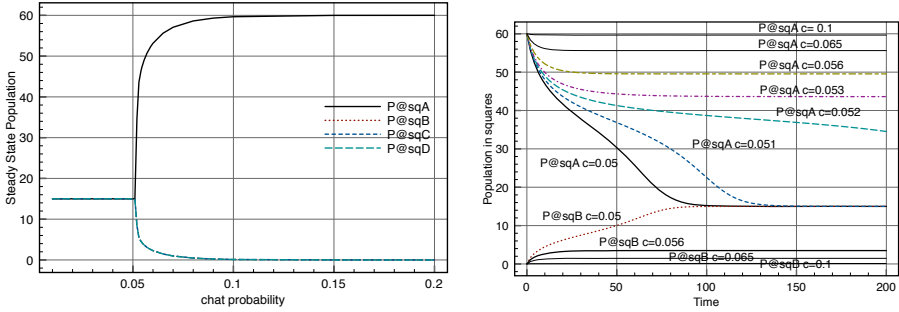 60
50
40
30
20
10
0
Steady State Population
0.05
0.1
0.15
0.2
chat probability
P@sqA
P@sqB
P@sqC
P@sqD
60
50
40
30
20
10
0
Population in squares
0
50
100
150
200
Time
P@sqA c= 0.1
P@sqA c=0.065
P@sqA c=0.056
P@sqA c=0.053
P@sqA c=0.052
P@sqA c=0.051
P@sqA c=0.05
P@sqB c=0.05
P@sqB c=0.056
P@sqB c=0.065
P@sqB c=0.1